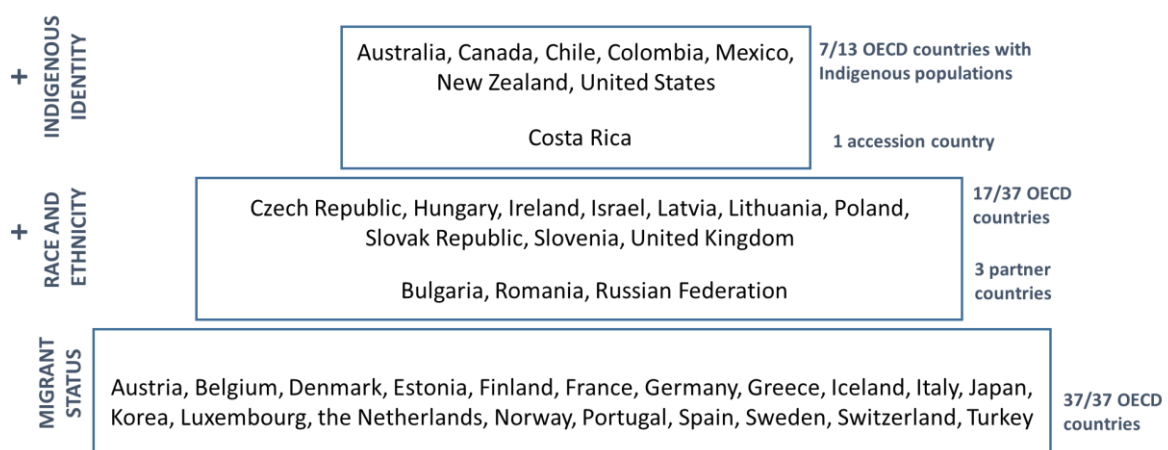 + INDIGENOUS
IDENTITY
Australia, Canada, Chile, Colombia, Mexico,
New Zealand, United States
Costa Rica
7/13 OECD countries with
Indigenous populations
1 accession country
+ RACE AND
ETHNICITY
Czech Republic, Hungary, Ireland, Israel, Latvia, Lithuania, Poland,
Slovak Republic, Slovenia, United Kingdom
Bulgaria, Romania, Russian Federation
17/37 OECD
countries
3 partner
countries
MIGRANT
STATUS
Austria, Belgium, Denmark, Estonia, Finland, France, Germany, Greece, Iceland, Italy, Japan,
Korea, Luxembourg, the Netherlands, Norway, Portugal, Spain, Sweden, Switzerland, Turkey
37/37 OECD
countries